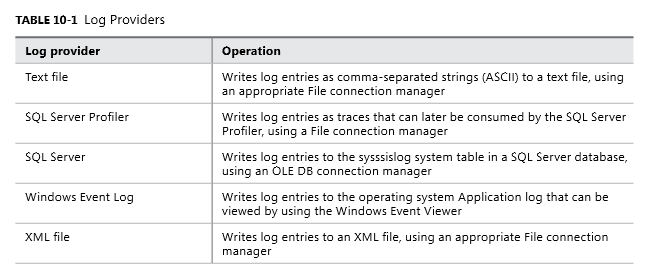 TABLE 10-1 Log Providers
Log provider Operation
Text file Writes log entries as comma-separated strings (ASCII) to a text file, using
an appropriate File connection manager
SQL Server Profiler Writes log entries as traces that can later be consumed by the SQL Server
Profiler, using a File connection manager
SQL Server Writes log entries to the sysssislog system table in a SQL Server database,
using an OLE DB connection manager
Windows Event Log Writes log entries to the operating system Application log that can be
viewed by using the Windows Event Viewer
XML file Writes log entries to an XML file, using an appropriate File connection
manager